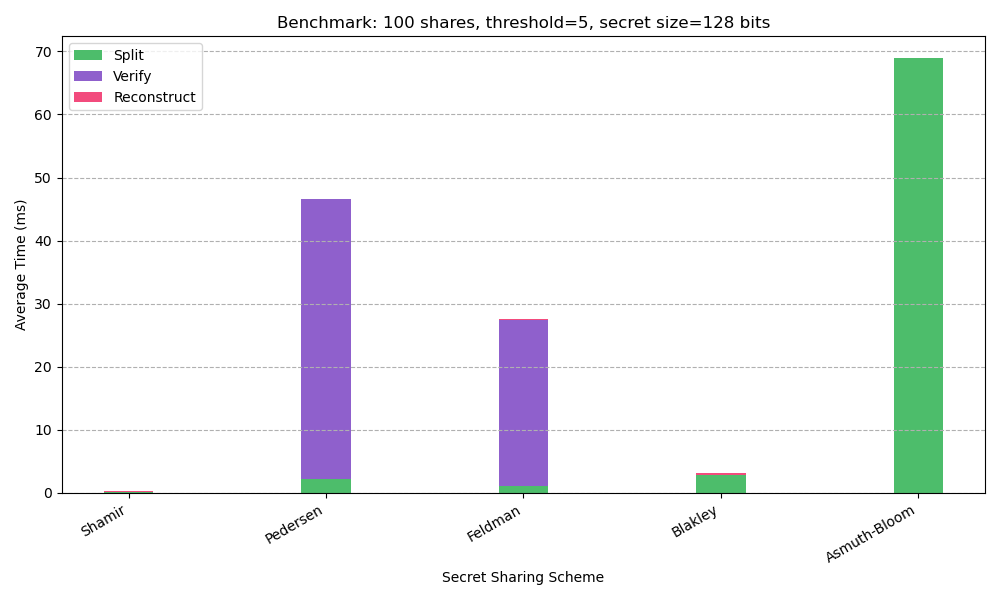 Benchmark: 100 shares, threshold=5, secret size=128 bits
Split
Verify
Reconstruct
70
60
50
40
30
20
10
0
Average Time (ms)
Shamir
Pedersen
Feldman
Blakley
Asmuth-Bloom
Secret Sharing Scheme